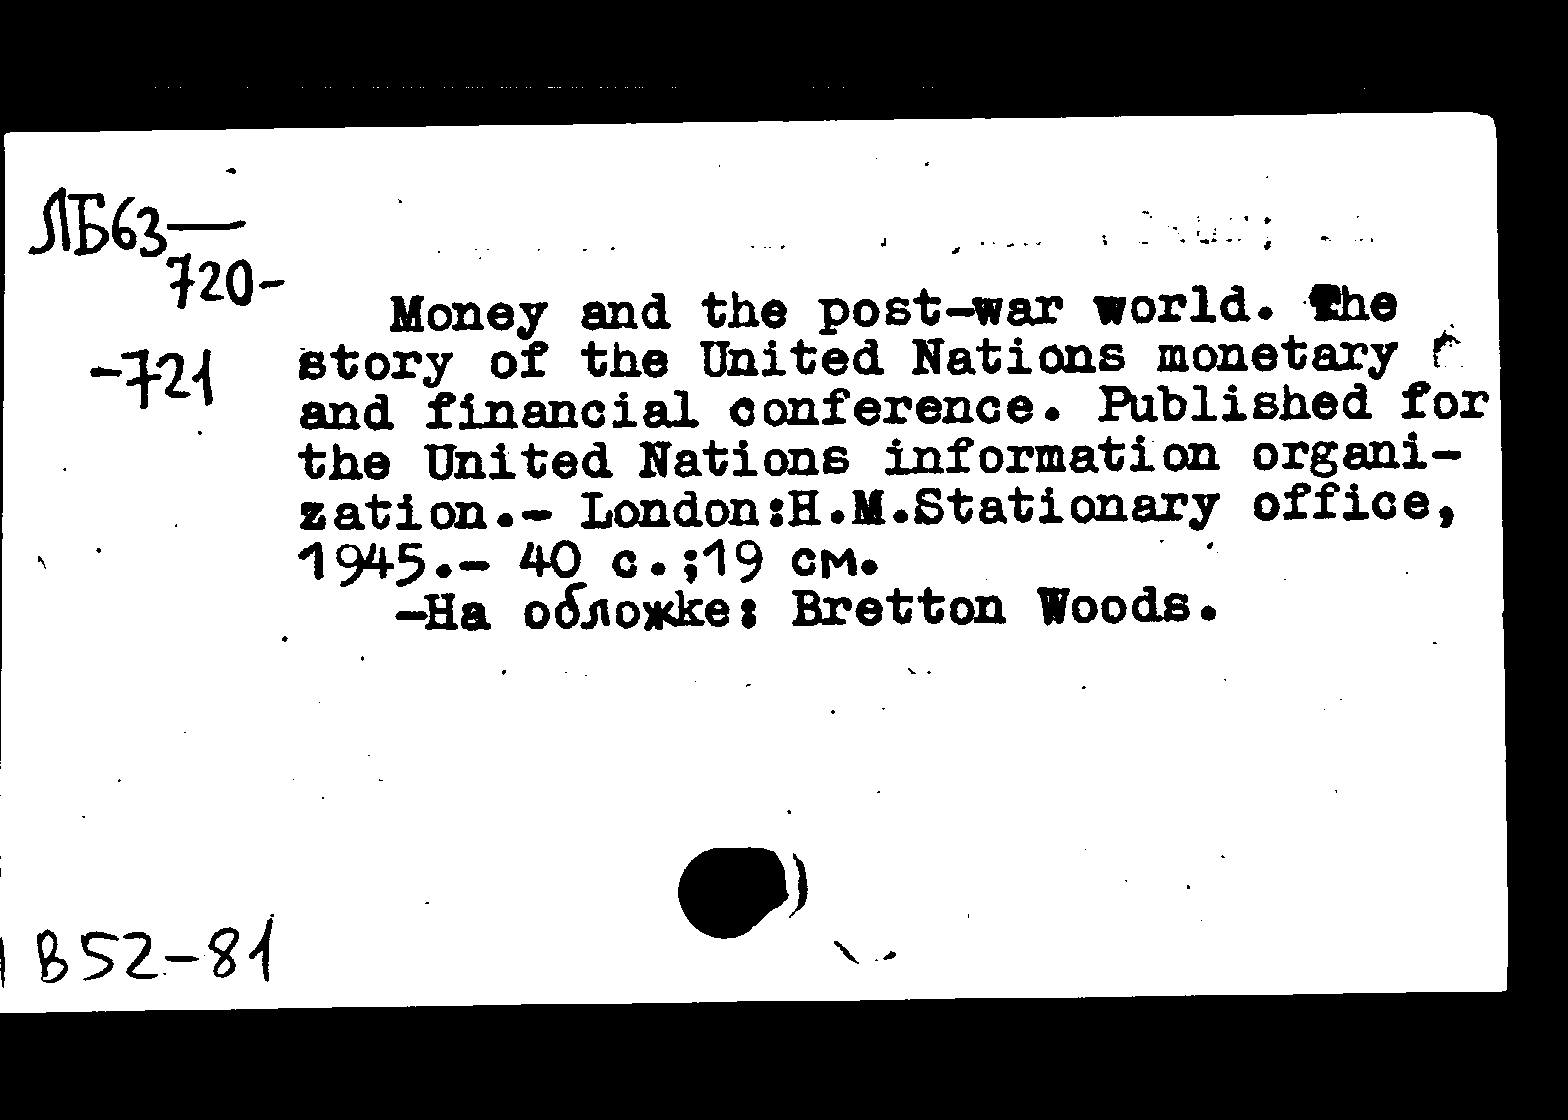 ЛБ63—
720-
-721
Money and the post-war world. The
story of the United Nations monetary
and financial conference. Published for
the United Nations information organi-
zation.- London:H.M.Stationary office,
1945.- 40 с.;19 см.
-На обложке: Bretton Woods.
В52-81